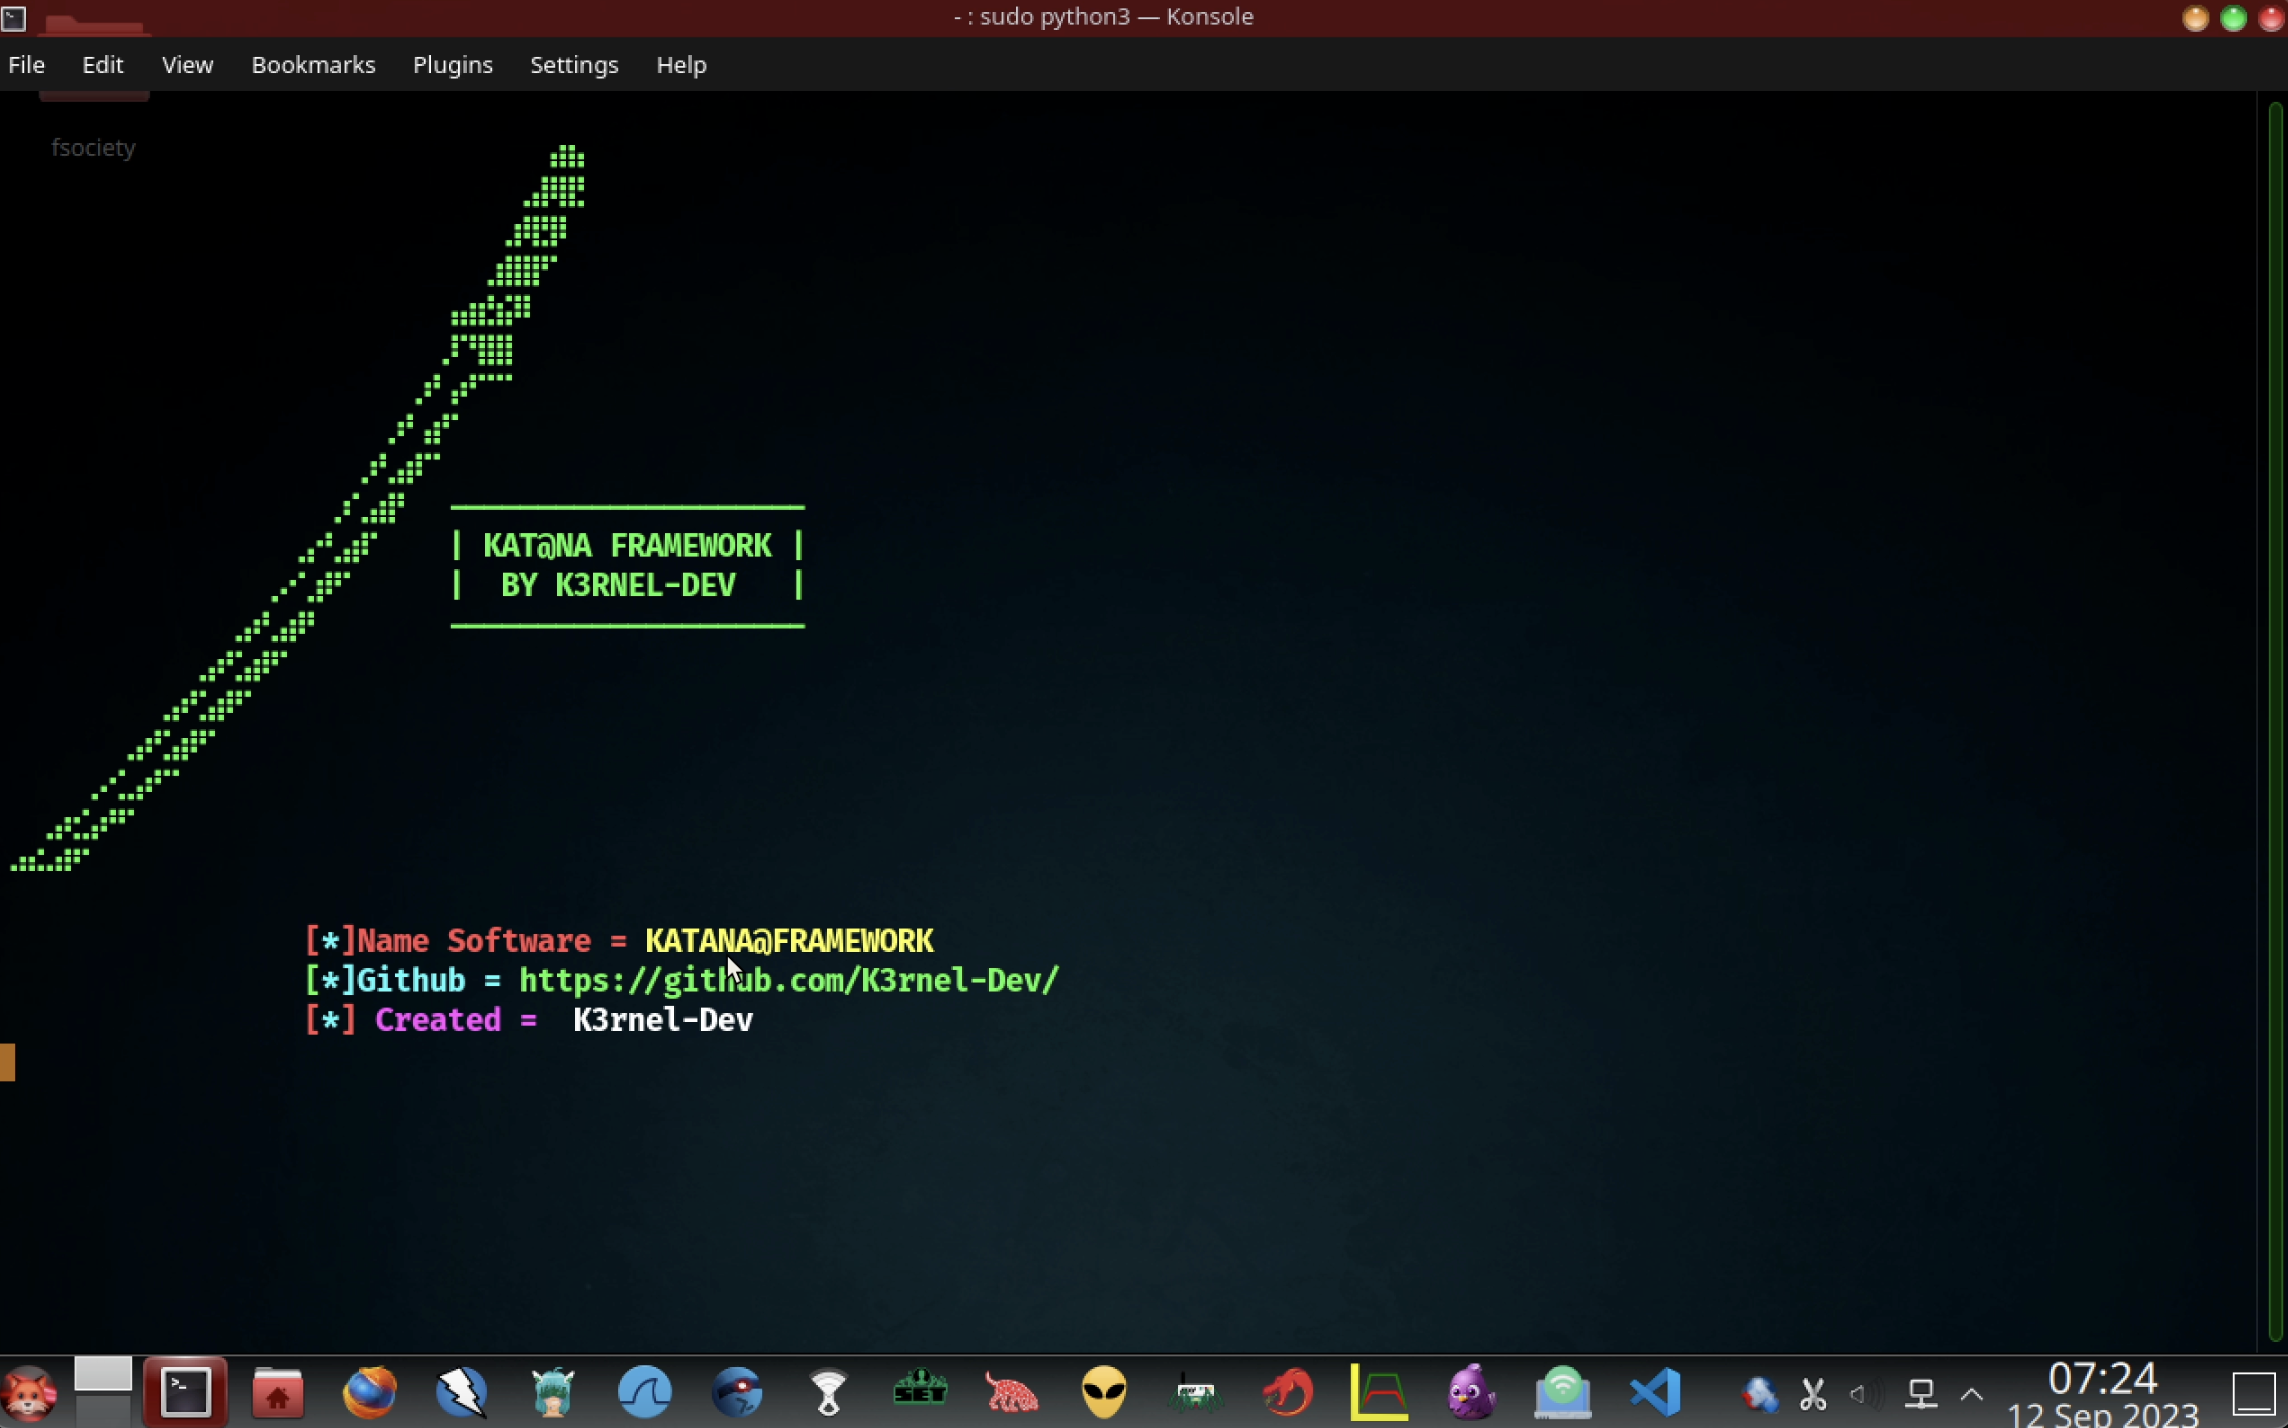 - : sudo python3 — Konsole
File Edit View Bookmarks Plugins Settings Help
fsociety
| KAT@NA FRAMEWORK |
| BY K3RNEL-DEV |
[*]Name Software = KATANA@FRAMEWORK
[*]Github = https://github.com/K3rnel-Dev/
[*] Created = K3rnel-Dev
SET
07:24
12 Sep 2023